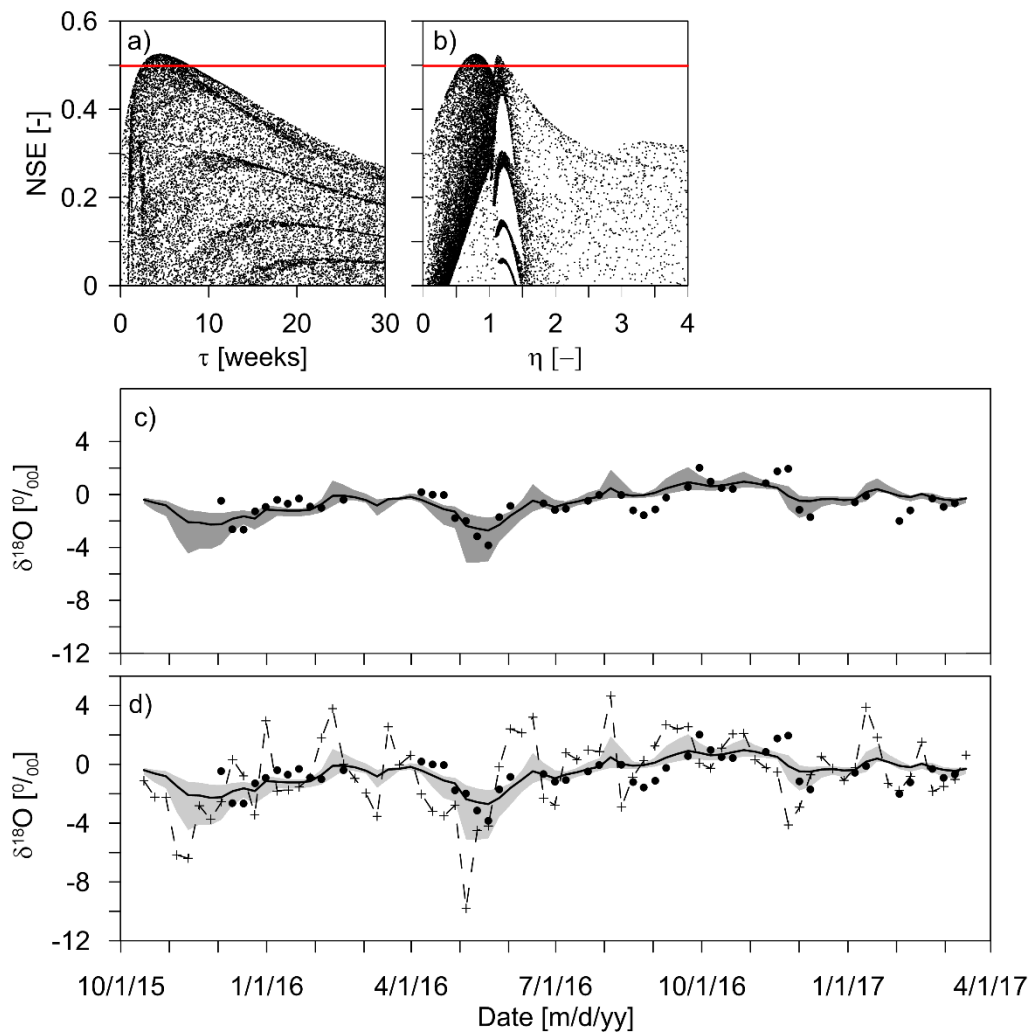 a)
b)
0.6
0.4
0.2
0
NSE [-]
0 10 20 30
τ [weeks]
0 1 2 3 4
η [–]
c)
4
0
-4
-8
-12
δ18O [0/00]
d)
4
0
-4
-8
-12
δ18O [0/00]
10/1/15 1/1/16 4/1/16 7/1/16 10/1/16 1/1/17 4/1/17
Date [m/d/yy]